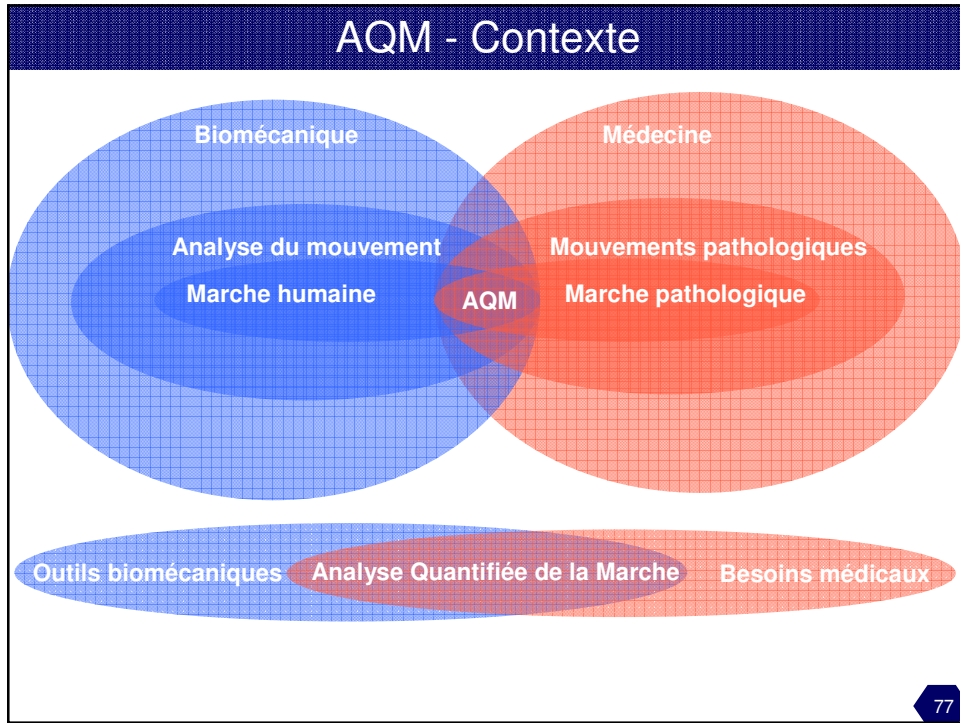 AQM - Contexte
Biomécanique Médecine
Analyse du mouvement Mouvements pathologiques
Marche humaine AQM Marche pathologique
Outils biomécaniques Analyse Quantifiée de la Marche Besoins médicaux
77